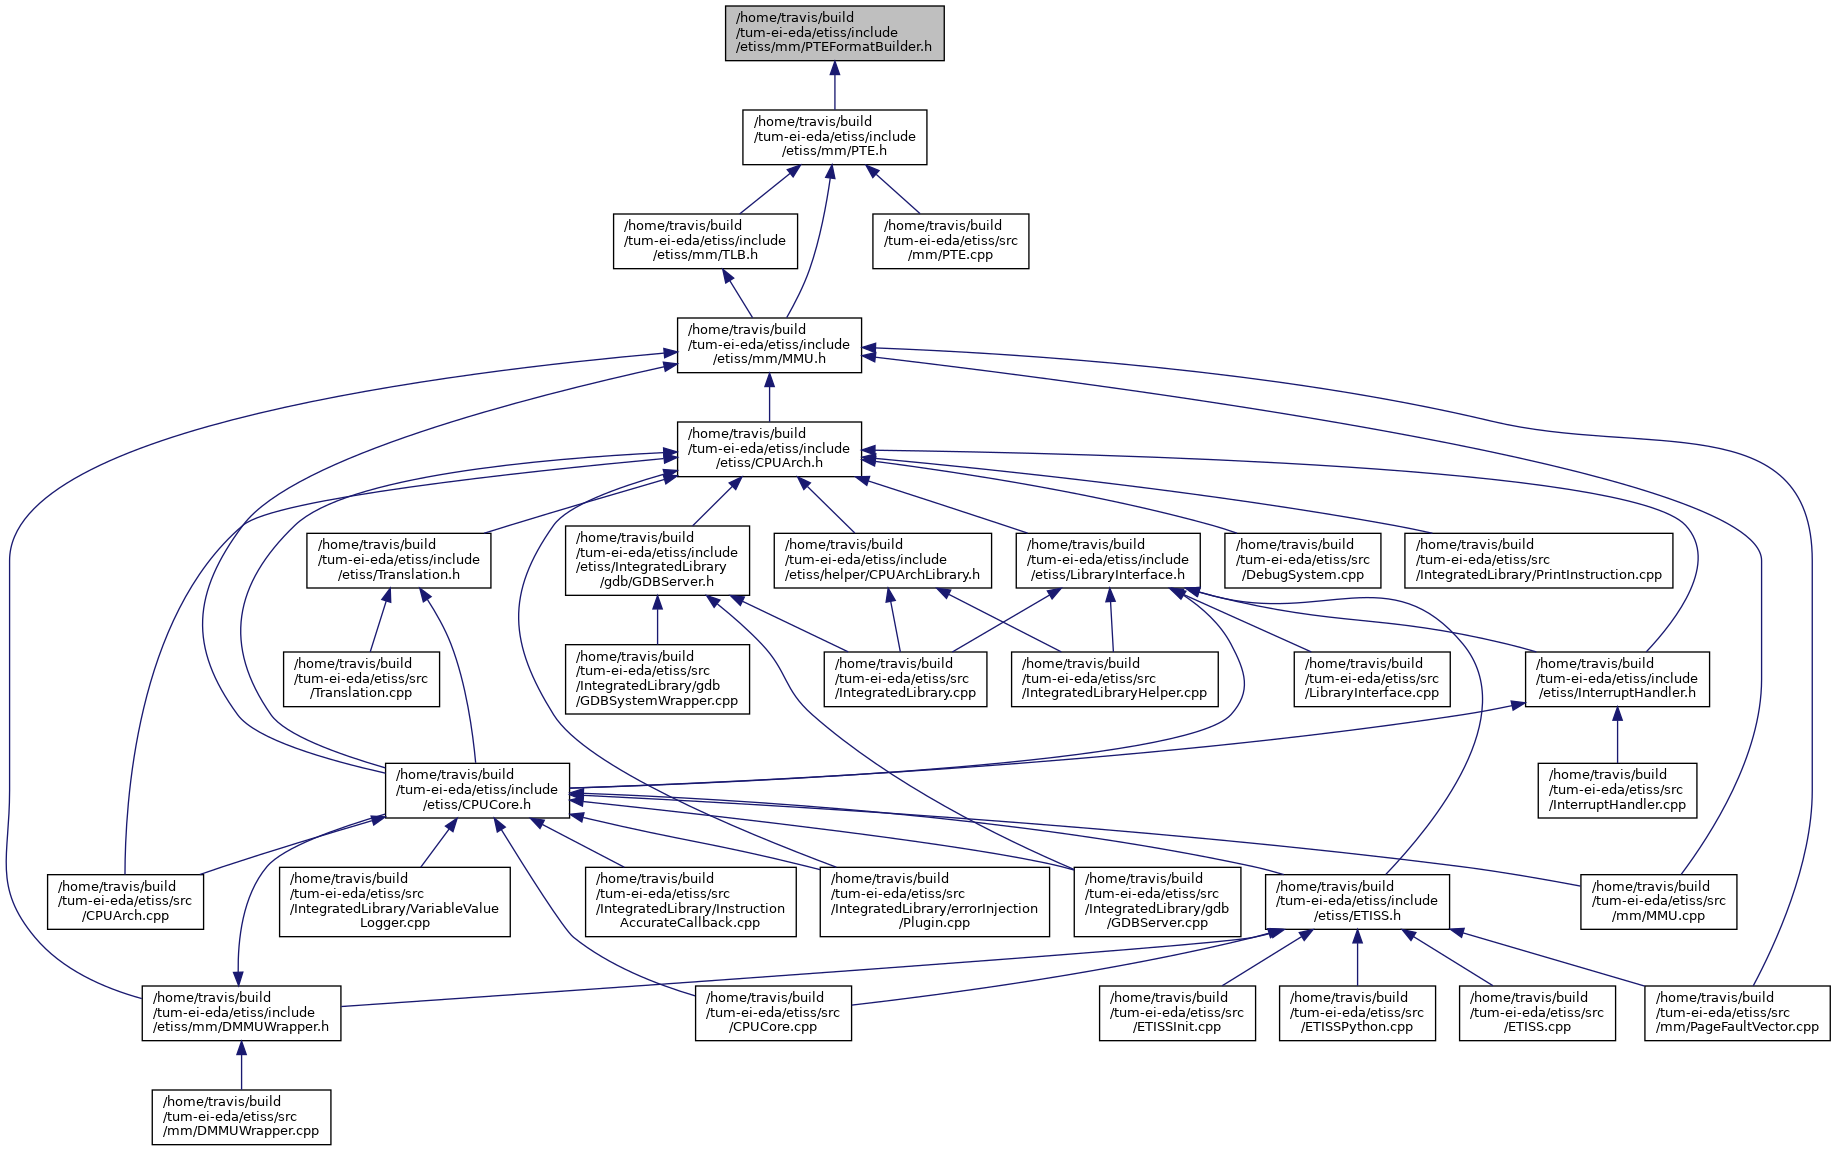 /home/travis/build
/tum-ei-eda/etiss/include
/etiss/mm/PTEFormatBuilder.h
/home/travis/build
/tum-ei-eda/etiss/include
/etiss/mm/PTE.h
/home/travis/build
/tum-ei-eda/etiss/include
/etiss/mm/TLB.h
/home/travis/build
/tum-ei-eda/etiss/src
/mm/PTE.cpp
/home/travis/build
/tum-ei-eda/etiss/include
/etiss/mm/MMU.h
/home/travis/build
/tum-ei-eda/etiss/include
/etiss/CPUArch.h
/home/travis/build
/tum-ei-eda/etiss/include
/etiss/Translation.h
/home/travis/build
/tum-ei-eda/etiss/include
/etiss/IntegratedLibrary
/gdb/GDBServer.h
/home/travis/build
/tum-ei-eda/etiss/include
/etiss/helper/CPUArchLibrary.h
/home/travis/build
/tum-ei-eda/etiss/include
/etiss/LibraryInterface.h
/home/travis/build
/tum-ei-eda/etiss/src
/DebugSystem.cpp
/home/travis/build
/tum-ei-eda/etiss/src
/IntegratedLibrary/PrintInstruction.cpp
/home/travis/build
/tum-ei-eda/etiss/src
/Translation.cpp
/home/travis/build
/tum-ei-eda/etiss/src
/IntegratedLibrary/gdb
/GDBSystemWrapper.cpp
/home/travis/build
/tum-ei-eda/etiss/src
/IntegratedLibrary.cpp
/home/travis/build
/tum-ei-eda/etiss/src
/IntegratedLibraryHelper.cpp
/home/travis/build
/tum-ei-eda/etiss/src
/LibraryInterface.cpp
/home/travis/build
/tum-ei-eda/etiss/include
/etiss/InterruptHandler.h
/home/travis/build
/tum-ei-eda/etiss/include
/etiss/CPUCore.h
/home/travis/build
/tum-ei-eda/etiss/src
/InterruptHandler.cpp
/home/travis/build
/tum-ei-eda/etiss/src
/CPUArch.cpp
/home/travis/build
/tum-ei-eda/etiss/src
/IntegratedLibrary/VariableValue
Logger.cpp
/home/travis/build
/tum-ei-eda/etiss/src
/IntegratedLibrary/Instruction
AccurateCallback.cpp
/home/travis/build
/tum-ei-eda/etiss/src
/IntegratedLibrary/errorInjection
/Plugin.cpp
/home/travis/build
/tum-ei-eda/etiss/src
/IntegratedLibrary/gdb
/GDBServer.cpp
/home/travis/build
/tum-ei-eda/etiss/include
/etiss/ETISS.h
/home/travis/build
/tum-ei-eda/etiss/src
/mm/MMU.cpp
/home/travis/build
/tum-ei-eda/etiss/include
/etiss/mm/DMMUWrapper.h
/home/travis/build
/tum-ei-eda/etiss/src
/CPUCore.cpp
/home/travis/build
/tum-ei-eda/etiss/src
/ETISSInit.cpp
/home/travis/build
/tum-ei-eda/etiss/src
/ETISSPython.cpp
/home/travis/build
/tum-ei-eda/etiss/src
/ETISS.cpp
/home/travis/build
/tum-ei-eda/etiss/src
/mm/PageFaultVector.cpp
/home/travis/build
/tum-ei-eda/etiss/src
/mm/DMMUWrapper.cpp